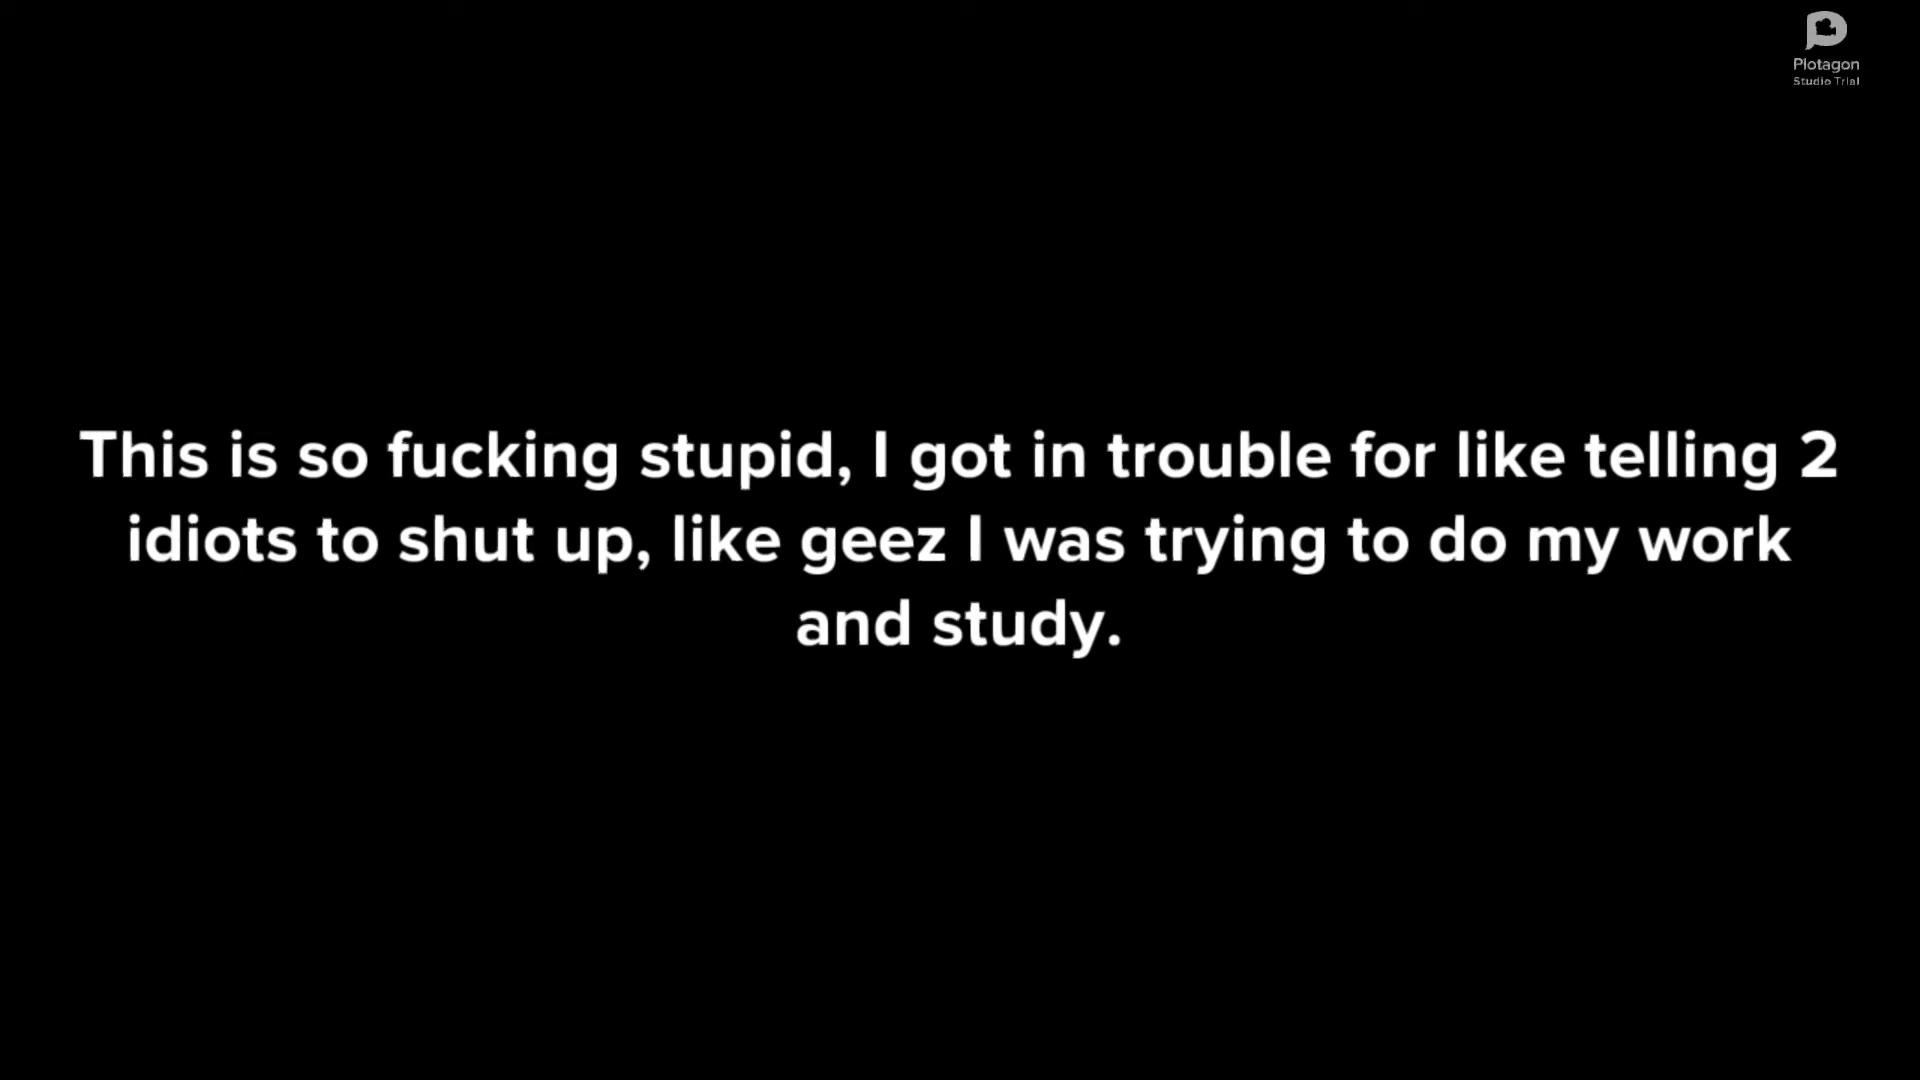 Plotagon
Studio Trial
This is so fucking stupid, I got in trouble for like telling 2
idiots to shut up, like geez I was trying to do my work
and study.